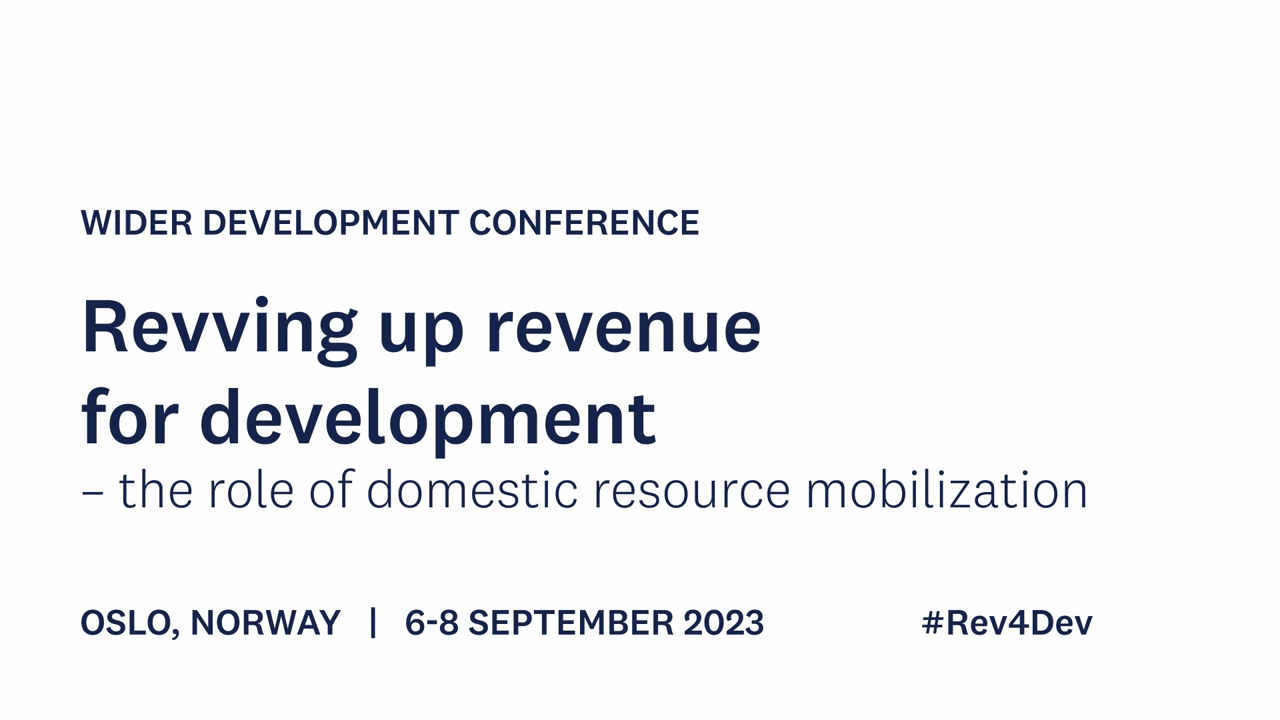 WIDER DEVELOPMENT CONFERENCE
Revving up revenue
for development
– the role of domestic resource mobilization
OSLO, NORWAY | 6-8 SEPTEMBER 2023 #Rev4Dev